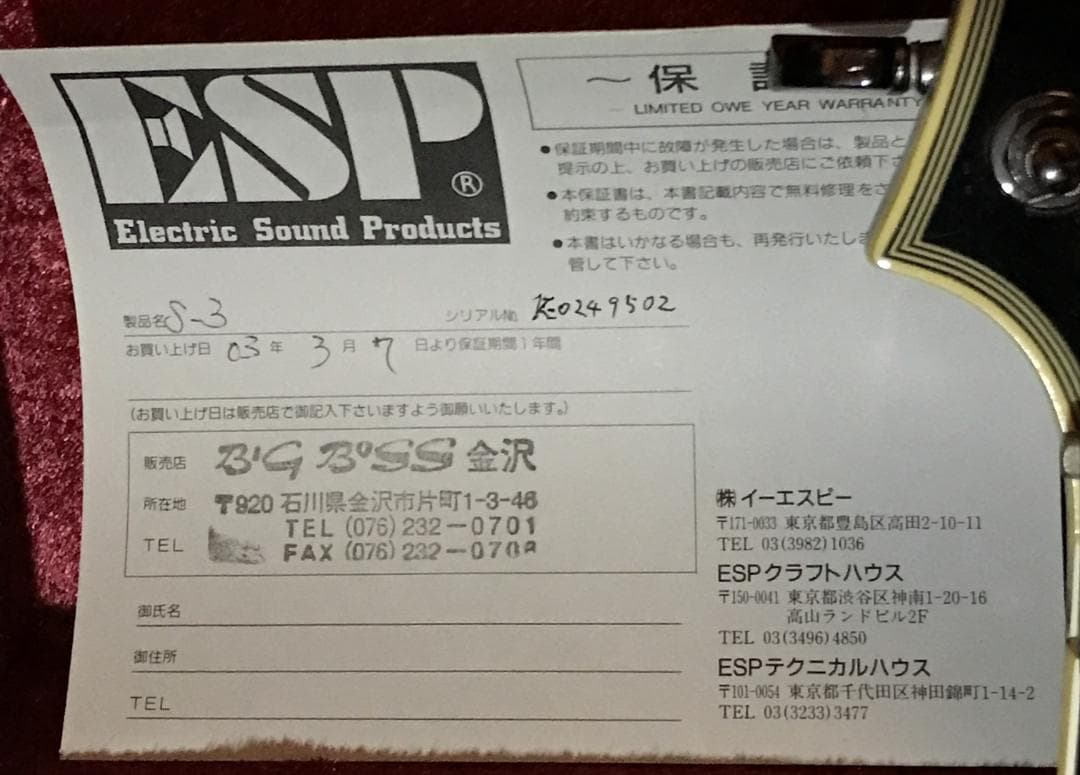 ESP®
Electric Sound Products
～保
LIMITED OWE YEAR WARRANTY
●保証期間中に故障が発生した場合は、製品と
提示の上、お買い上げの販売店にご依頼下さ
●本保証書は、本書記載内容で無料修理をさ
約束するものです。
●本書はいかなる場合も、再発行いたしま
管して下さい。
製品名 S-3 シリアル№ K-0249502
お買い上げ日 03年 3月 7日より保証期間1年間
(お買い上げ日は販売店で御記入下さいますよう御願いいたします。)
販売店 BIG BOSS 金沢
所在地 〒920 石川県金沢市片町1-3-46
TEL TEL (076) 232-0701
FAX (076) 232-0708
御氏名
御住所
TEL
㈱イーエスピー
〒171-0033 東京都豊島区高田2-10-11
TEL 03(3982)1036
ESPクラフトハウス
〒150-0041 東京都渋谷区神南1-20-16
高山ランドビル2F
TEL 03(3496)4850
ESPテクニカルハウス
〒101-0054 東京都千代田区神田錦町1-14-2
TEL 03(3233)3477